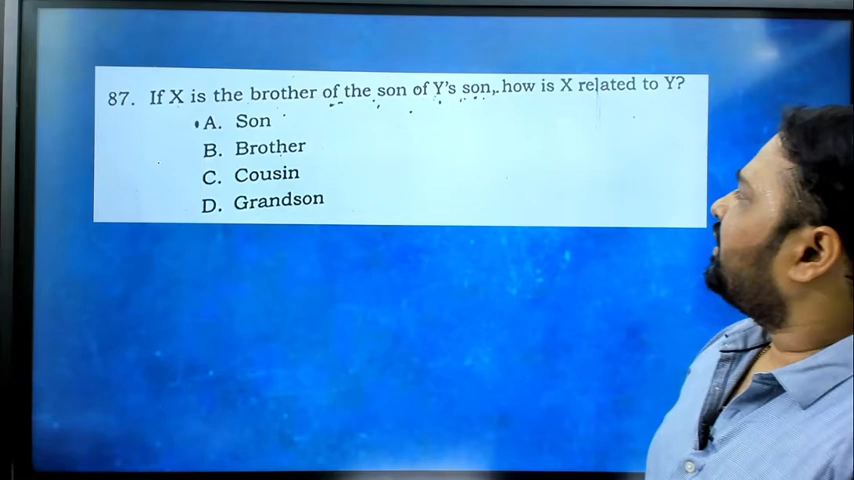 87. If X is the brother of the son of Y's son, how is X related to Y?
A. Son
B. Brother
C. Cousin
D. Grandson